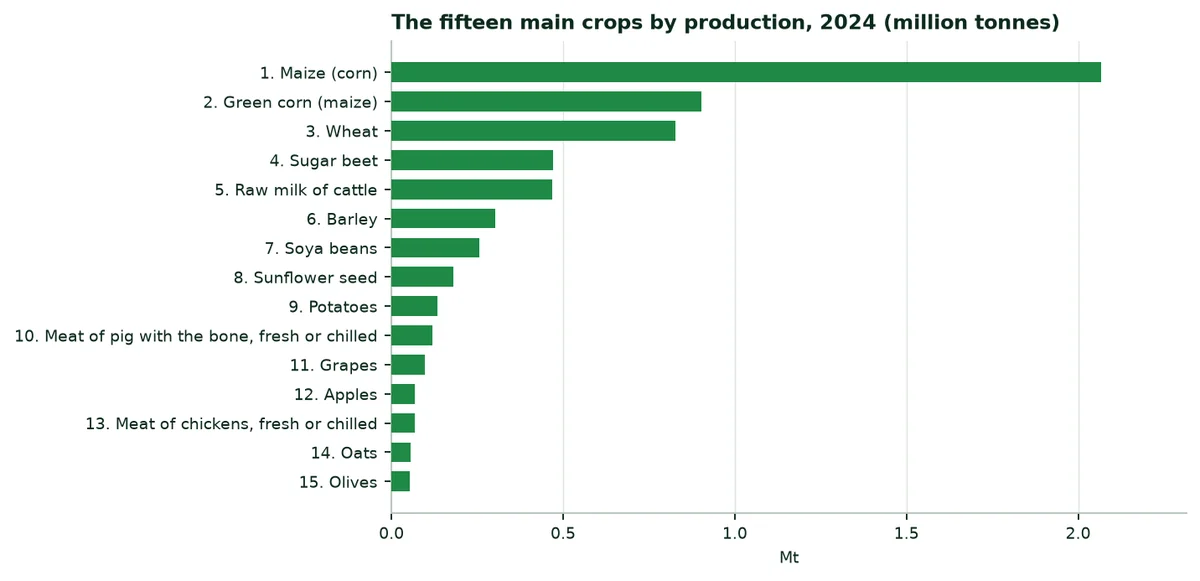 The fifteen main crops by production, 2024 (million tonnes)
1. Maize (corn)
2. Green corn (maize)
3. Wheat
4. Sugar beet
5. Raw milk of cattle
6. Barley
7. Soya beans
8. Sunflower seed
9. Potatoes
10. Meat of pig with the bone, fresh or chilled
11. Grapes
12. Apples
13. Meat of chickens, fresh or chilled
14. Oats
15. Olives
0.0 0.5 1.0 1.5 2.0
Mt